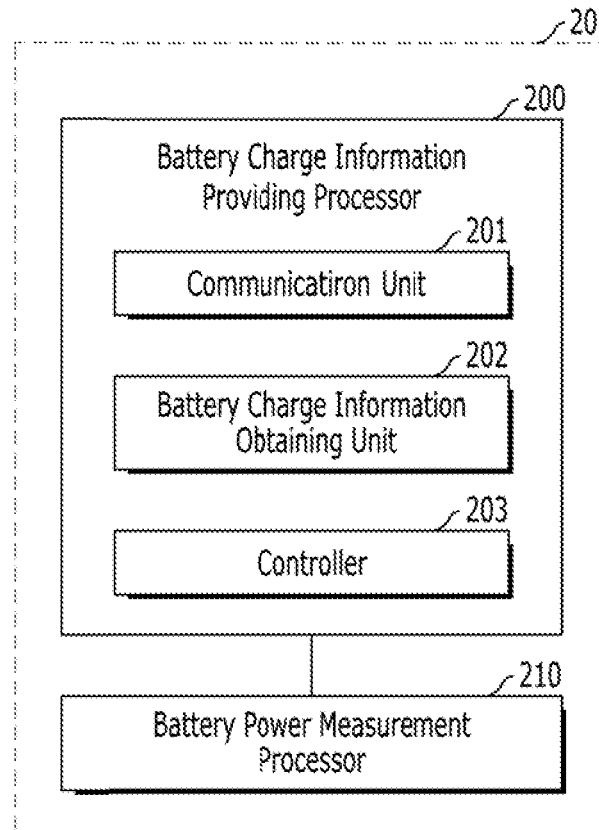 20
200
Battery Charge Information
Providing Processor
201
Communicatiron Unit
202
Battery Charge Information
Obtaining Unit
203
Controller
210
Battery Power Measurement
Processor